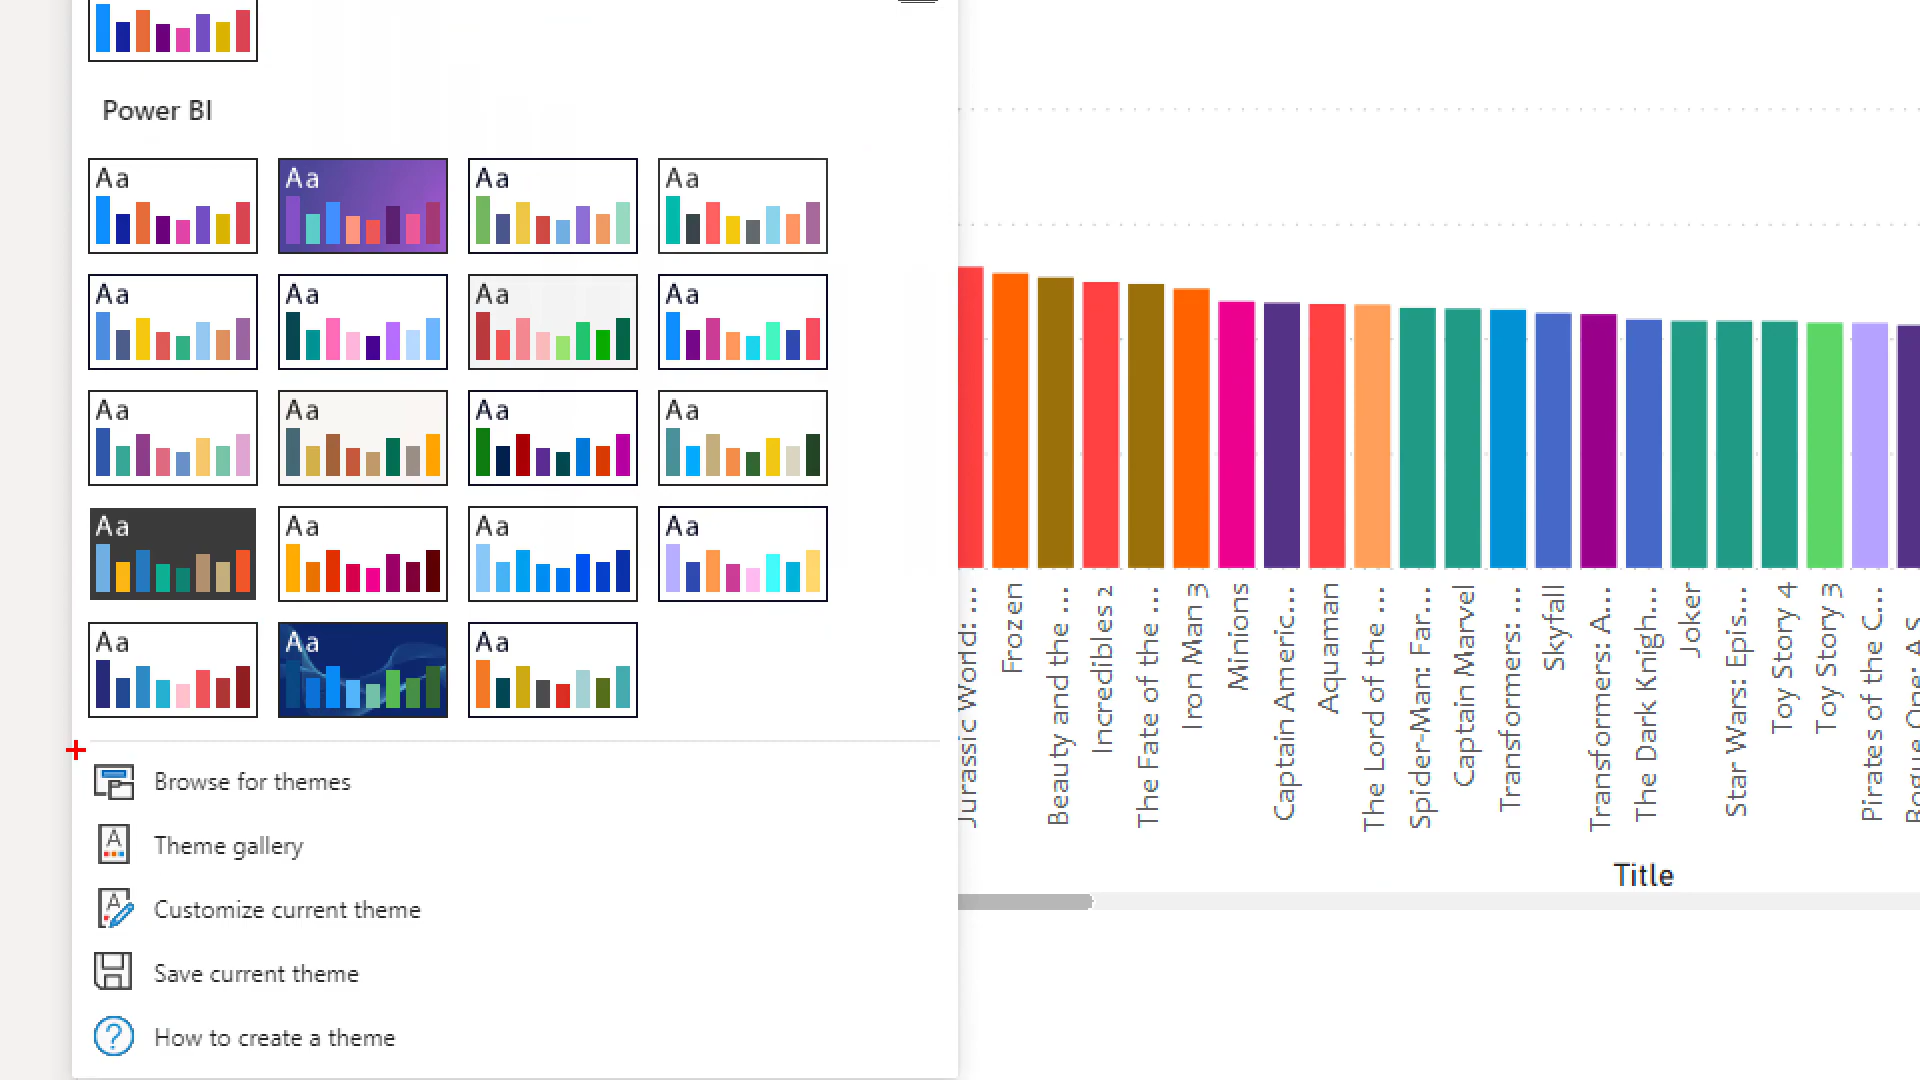 Power BI
Aa Aa Aa Aa
Aa Aa Aa Aa
Aa Aa Aa Aa
Aa Aa Aa Aa
Aa Aa Aa
Browse for themes
Theme gallery
Customize current theme
Save current theme
? How to create a theme
Jurassic World: ...
Frozen
Beauty and the ...
Incredibles 2
The Fate of the ...
Iron Man 3
Minions
Captain Americ...
Aquaman
The Lord of the ...
Spider-Man: Far...
Captain Marvel
Transformers: ...
Skyfall
Transformers: A...
The Dark Knigh...
Joker
Star Wars: Epis...
Toy Story 4
Toy Story 3
Pirates of the C...
Rogue One: A S...
Title